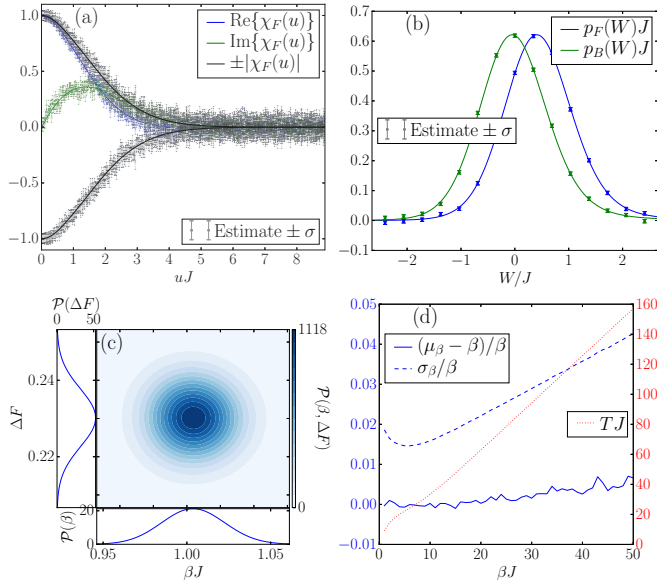 (a)
Re{χ_F(u)}
Im{χ_F(u)}
±|χ_F(u)|
Estimate ± σ
1.0
0.5
0.0
−0.5
−1.0
0 1 2 3 4 5 6 7 8
uJ
(b)
p_F(W)J
p_B(W)J
Estimate ± σ
0.7
0.6
0.5
0.4
0.3
0.2
0.1
0.0
−0.1
−2 −1 0 1 2
W/J
P(ΔF)
0 50
(c)
ΔF
0.24
0.22
1118
0
P(β, ΔF)
P(β)
20
0
0.95 1.00 1.05
βJ
(d)
(μ_β − β)/β
σ_β/β
TJ
0.05
0.04
0.03
0.02
0.01
0.00
−0.01
160
140
120
100
80
60
40
20
0
0 10 20 30 40 50
βJ